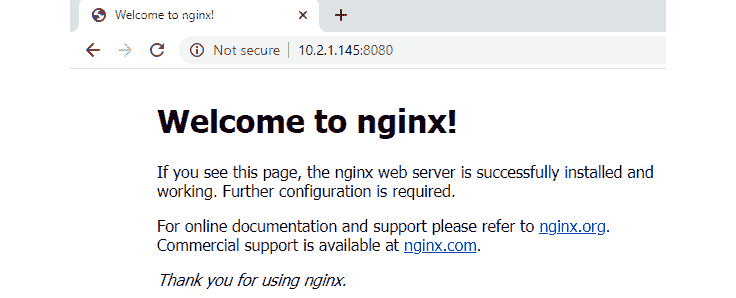 Welcome to nginx!
Not secure 10.2.1.145:8080
Welcome to nginx!
If you see this page, the nginx web server is successfully installed and
working. Further configuration is required.
For online documentation and support please refer to nginx.org.
Commercial support is available at nginx.com.
Thank you for using nginx.